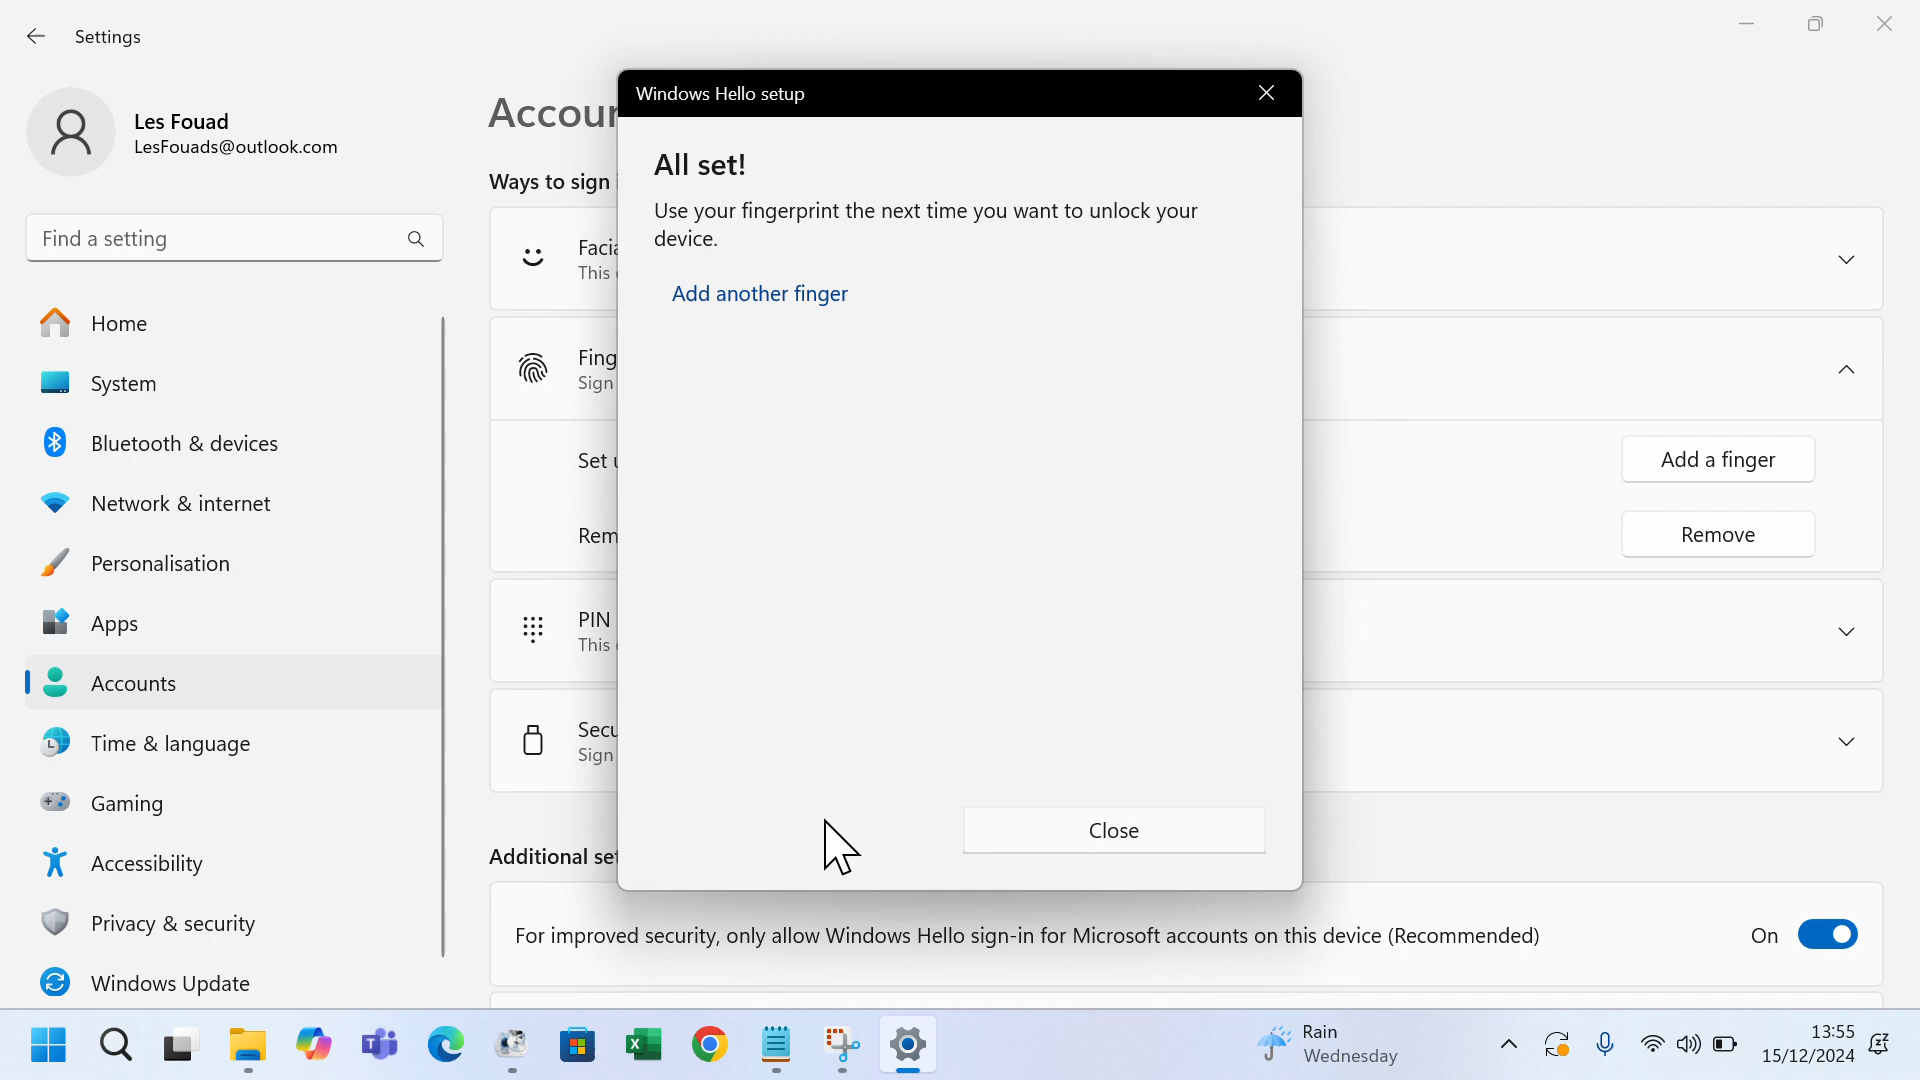 Settings
Les Fouad
LesFouads@outlook.com
Find a setting
Home
System
Bluetooth & devices
Network & internet
Personalisation
Apps
Accounts
Time & language
Gaming
Accessibility
Privacy & security
Windows Update
Accour
Ways to sign i
Facia
This
Fing
Sign
Set u
Add a finger
Rem
Remove
PIN
This
Secu
Sign
Additional set
For improved security, only allow Windows Hello sign-in for Microsoft accounts on this device (Recommended)
On
Windows Hello setup
All set!
Use your fingerprint the next time you want to unlock your
device.
Add another finger
Close
Rain
Wednesday
13:55
15/12/2024